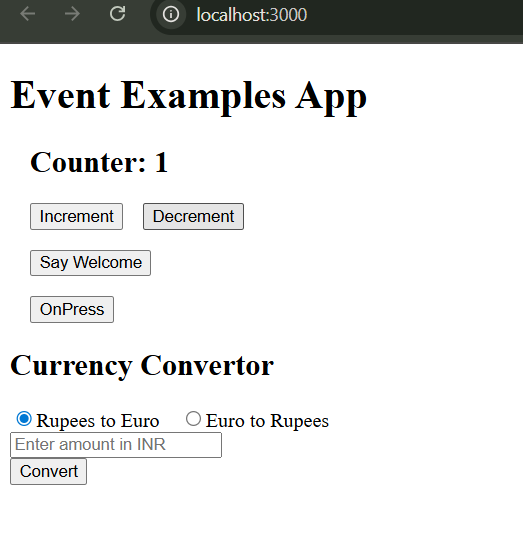 localhost:3000
Event Examples App
Counter: 1
Increment Decrement
Say Welcome
OnPress
Currency Convertor
Rupees to Euro Euro to Rupees
Enter amount in INR
Convert